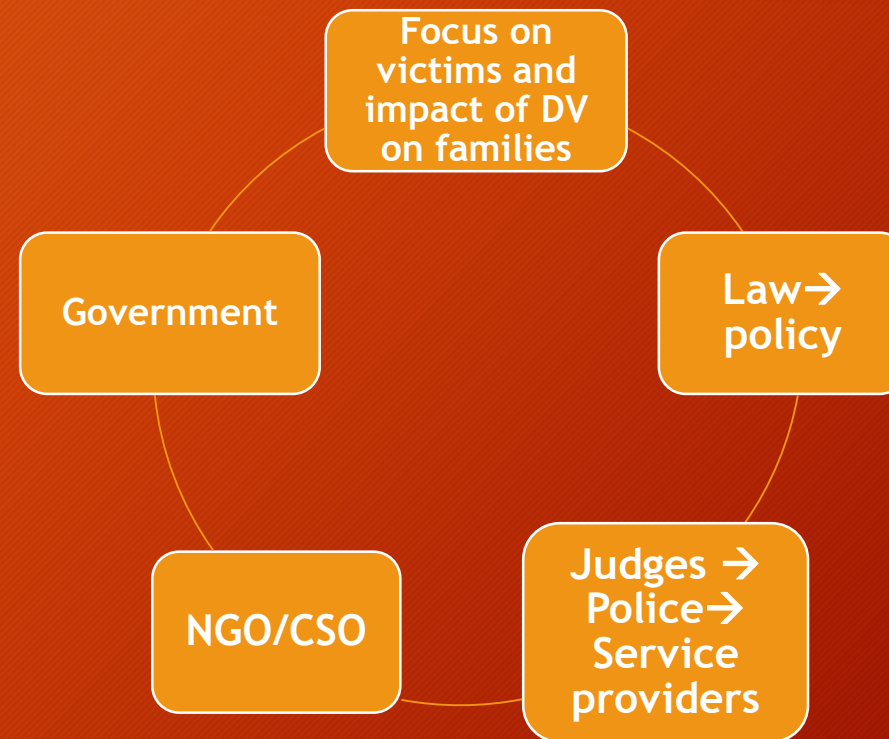 Focus on
victims and
impact of DV
on families
Law→
policy
Judges →
Police→
Service
providers
NGO/CSO
Government